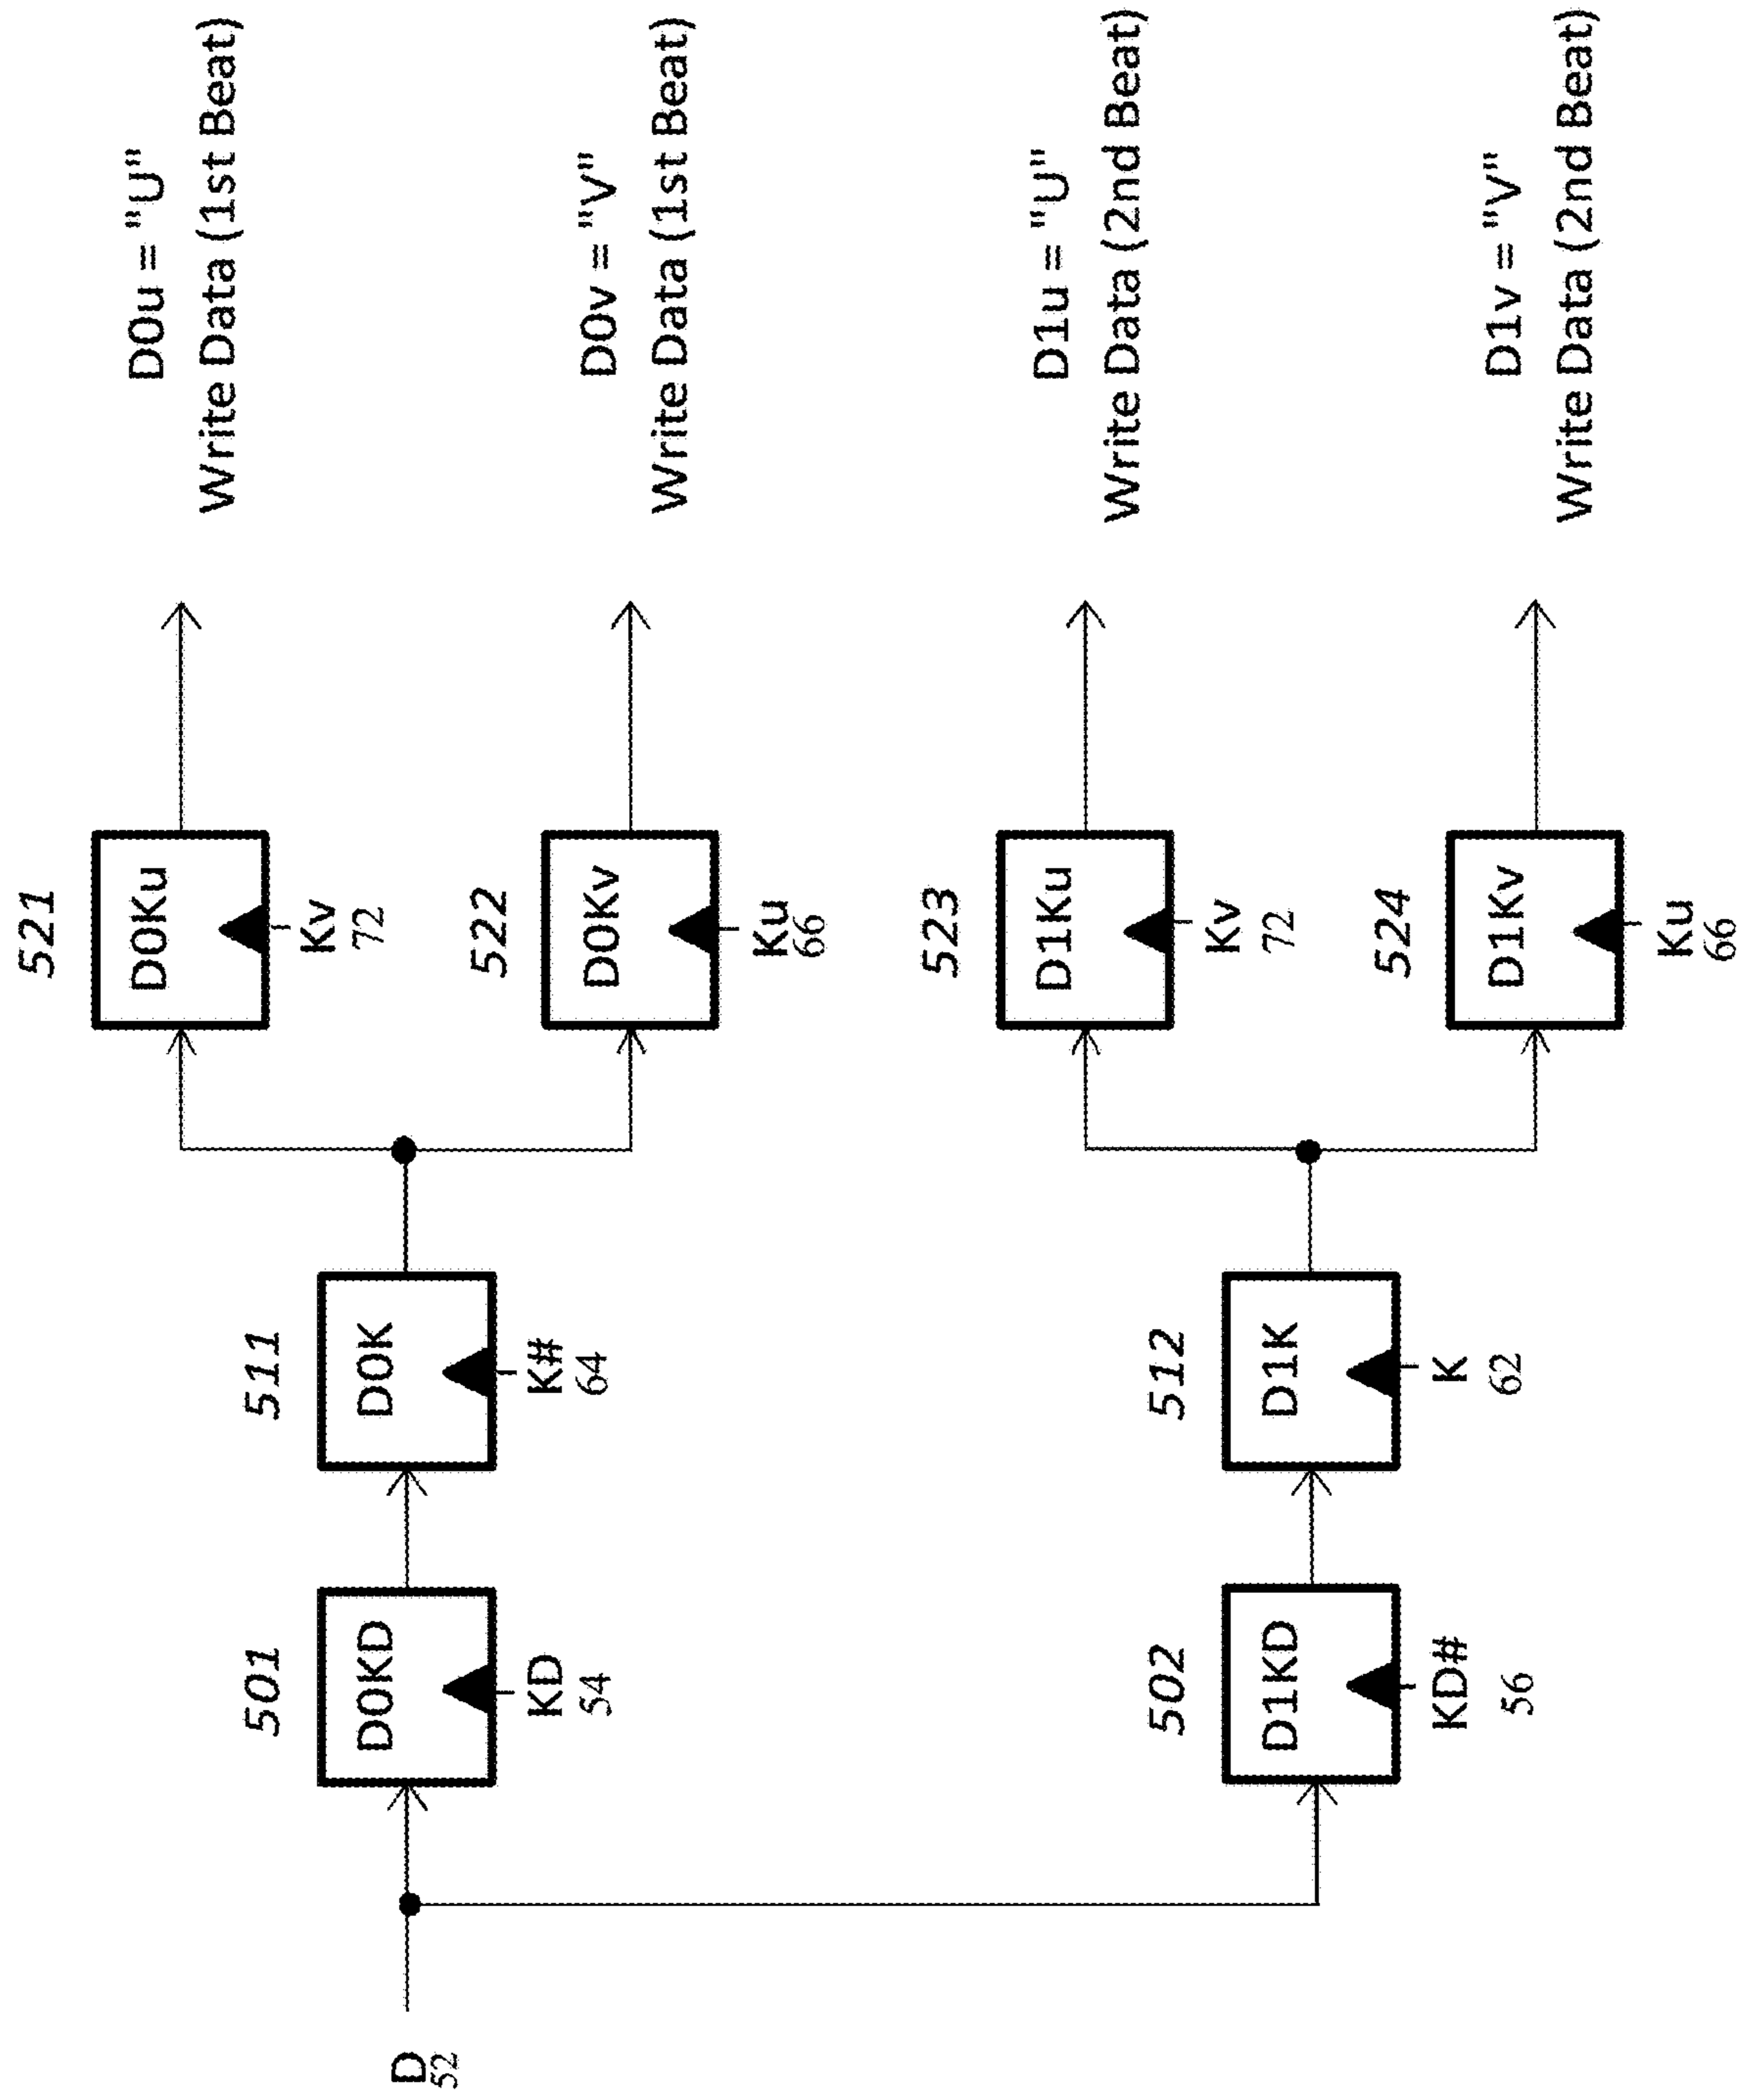 D
52
501
D0KD
KD
54
511
D0K
K#
64
521
D0Ku
Kv
72
D0u = "U"
Write Data (1st Beat)
522
D0Kv
Ku
66
D0v = "V"
Write Data (1st Beat)
502
D1KD
KD#
56
512
D1K
K
62
523
D1Ku
Kv
72
D1u = "U"
Write Data (2nd Beat)
524
D1Kv
Ku
66
D1v = "V"
Write Data (2nd Beat)